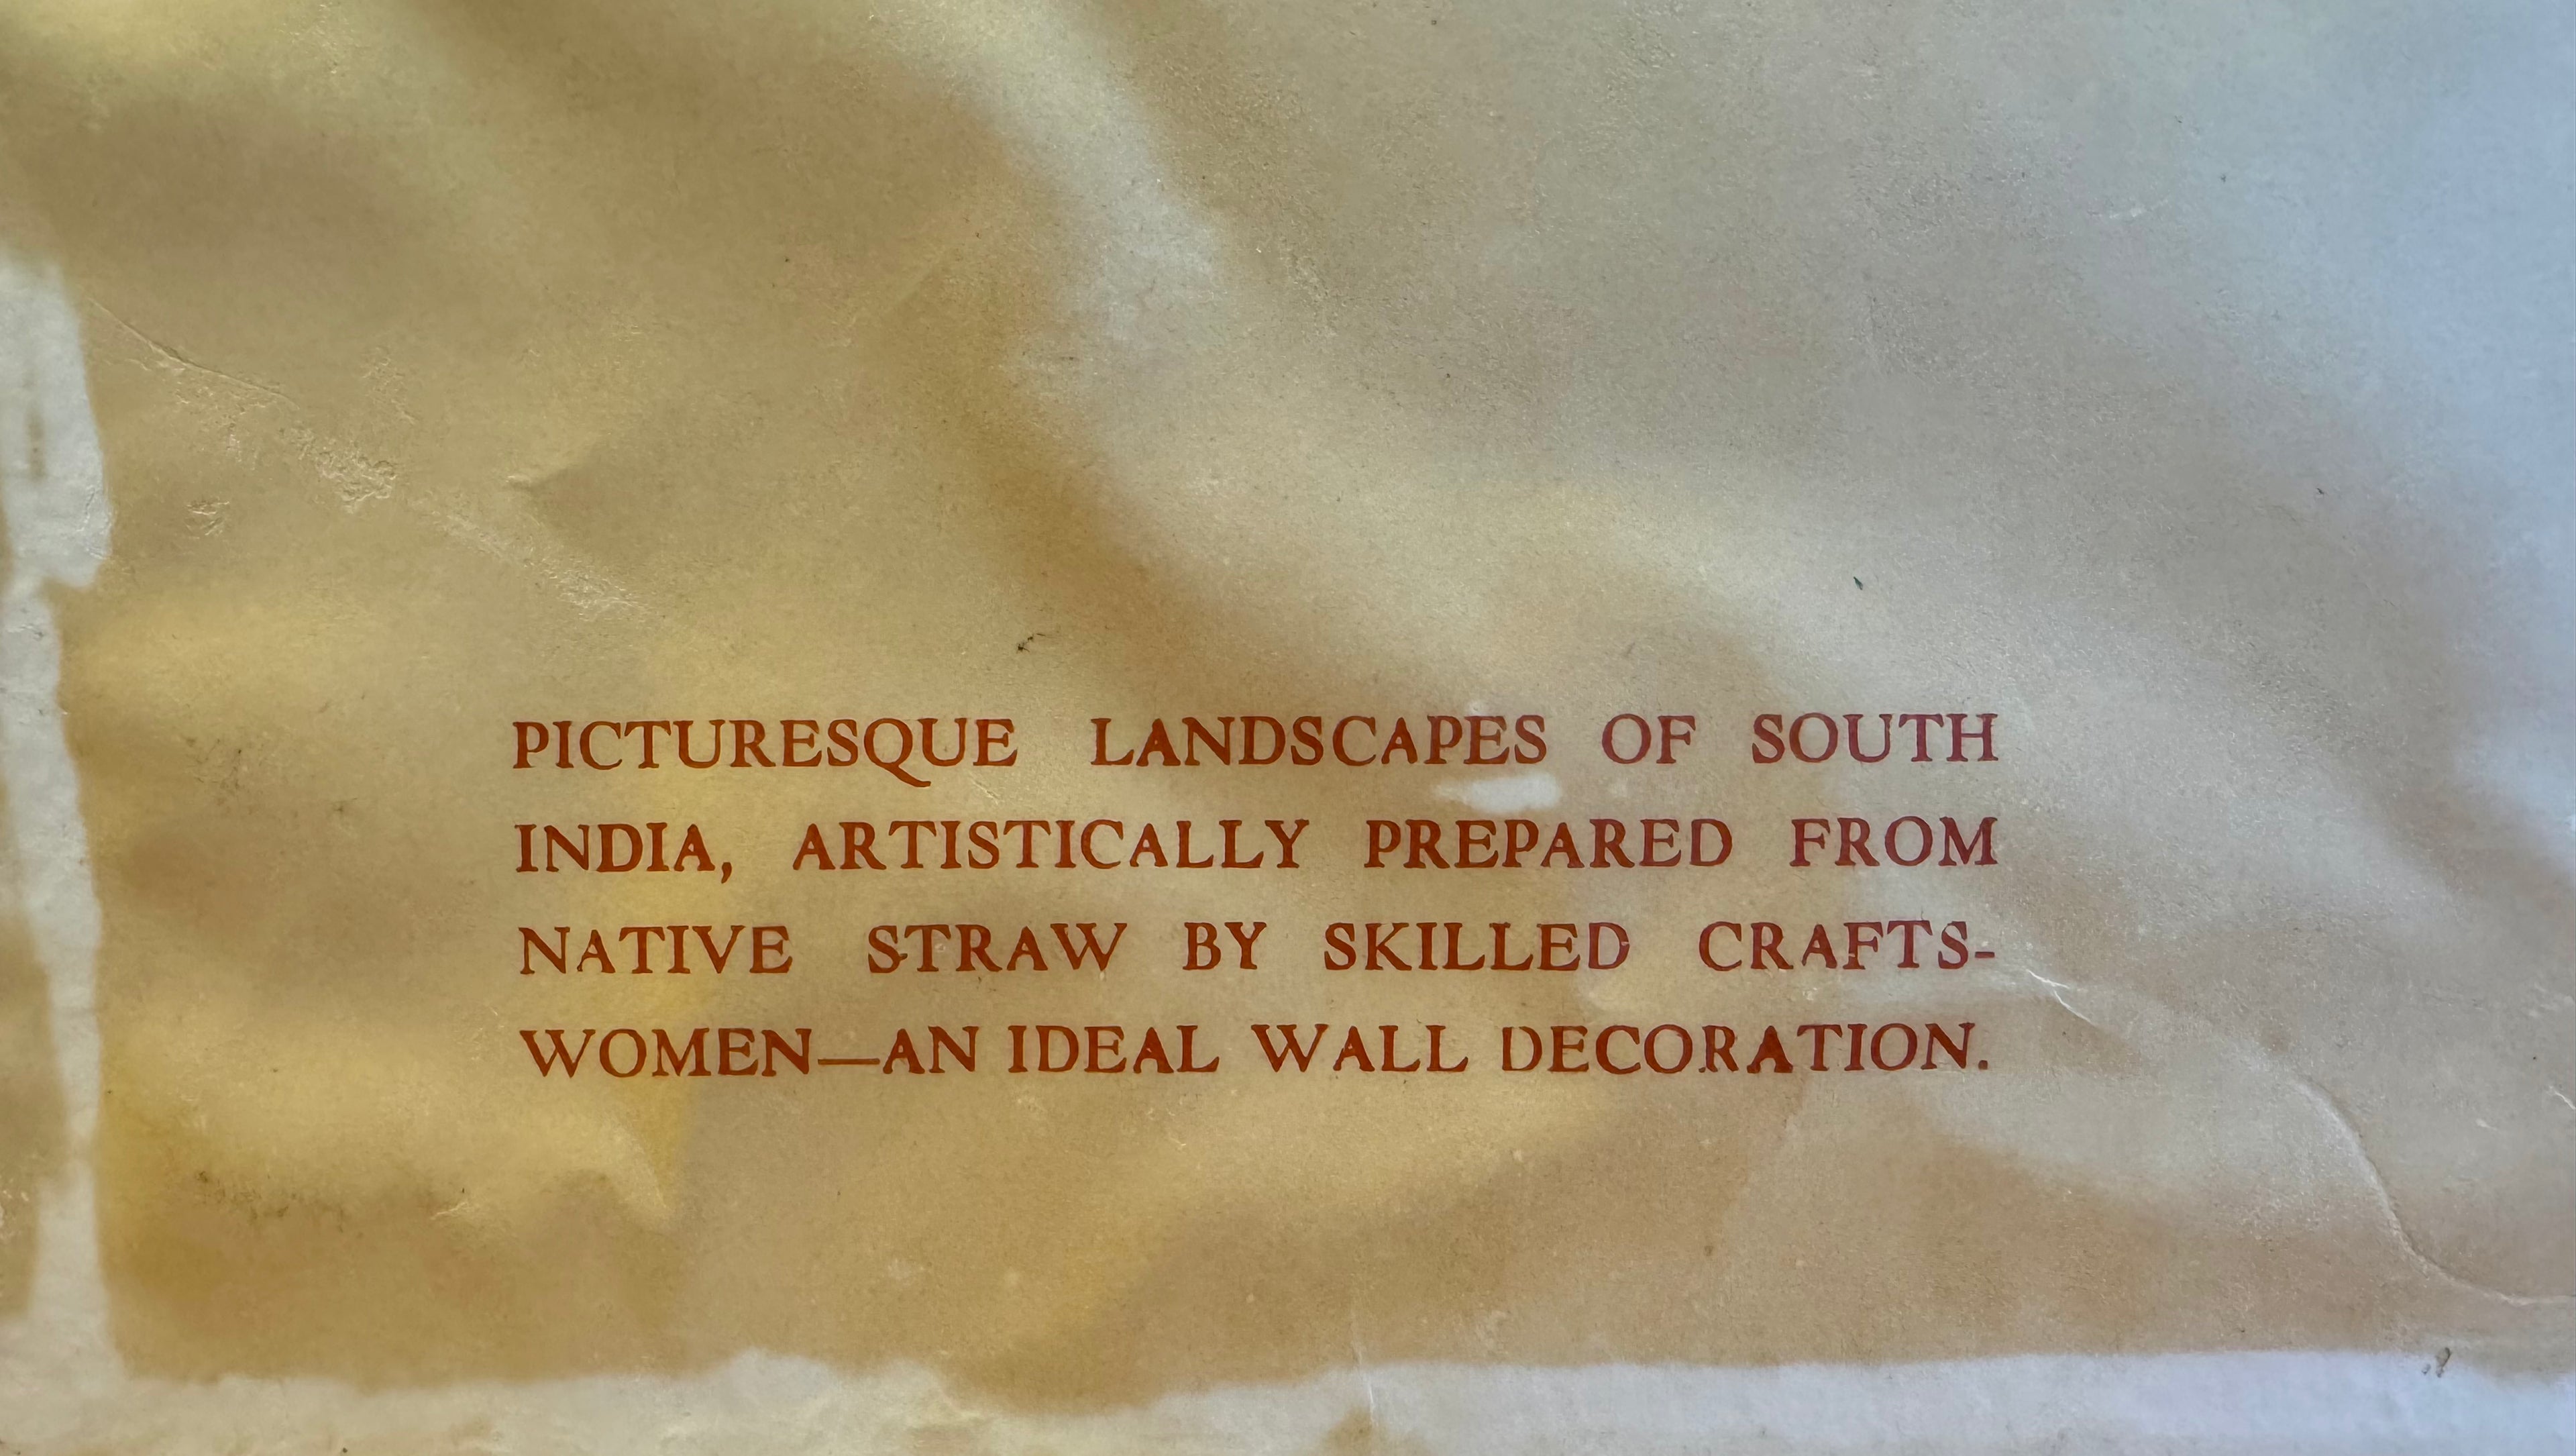 PICTURESQUE LANDSCAPES OF SOUTH
INDIA, ARTISTICALLY PREPARED FROM
NATIVE STRAW BY SKILLED CRAFTS-
WOMEN—AN IDEAL WALL DECORATION.